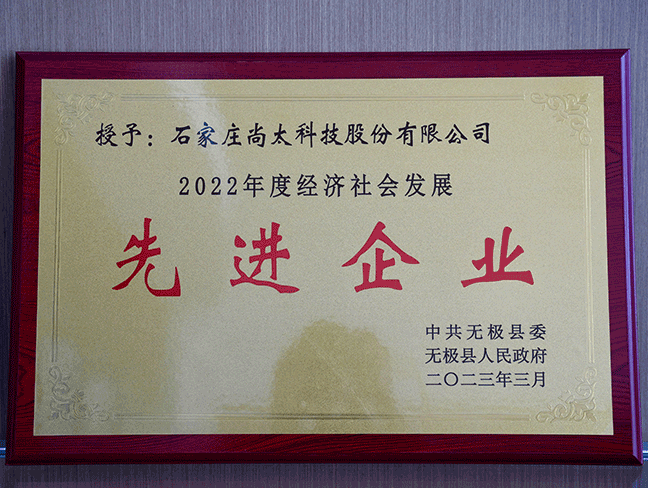 授予：石家庄尚太科技股份有限公司
2022年度经济社会发展
先进企业
中共无极县委
无极县人民政府
二〇二三年三月